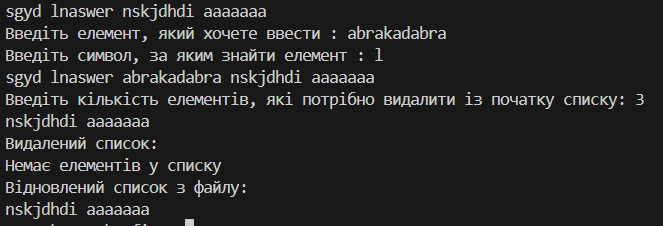 sgyd lnaswer nskjdhdi aaaaaaa
Введіть елемент, який хочете ввести : abrakadabra
Введіть символ, за яким знайти елемент : l
sgyd lnaswer abrakadabra nskjdhdi aaaaaaa
Введіть кількість елементів, які потрібно видалити із початку списку: 3
nskjdhdi aaaaaaa
Видалений список:
Немає елементів у списку
Відновлений список з файлу:
nskjdhdi aaaaaaa